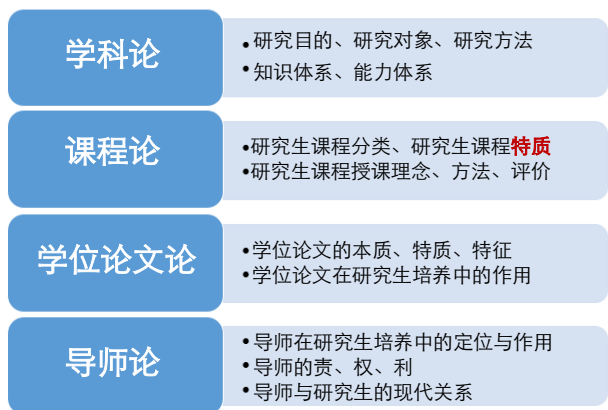 学科论
•研究目的、研究对象、研究方法
•知识体系、能力体系
课程论
•研究生课程分类、研究生课程特质
•研究生课程授课理念、方法、评价
学位论文论
•学位论文的本质、特质、特征
•学位论文在研究生培养中的作用
导师论
•导师在研究生培养中的定位与作用
•导师的责、权、利
•导师与研究生的现代关系